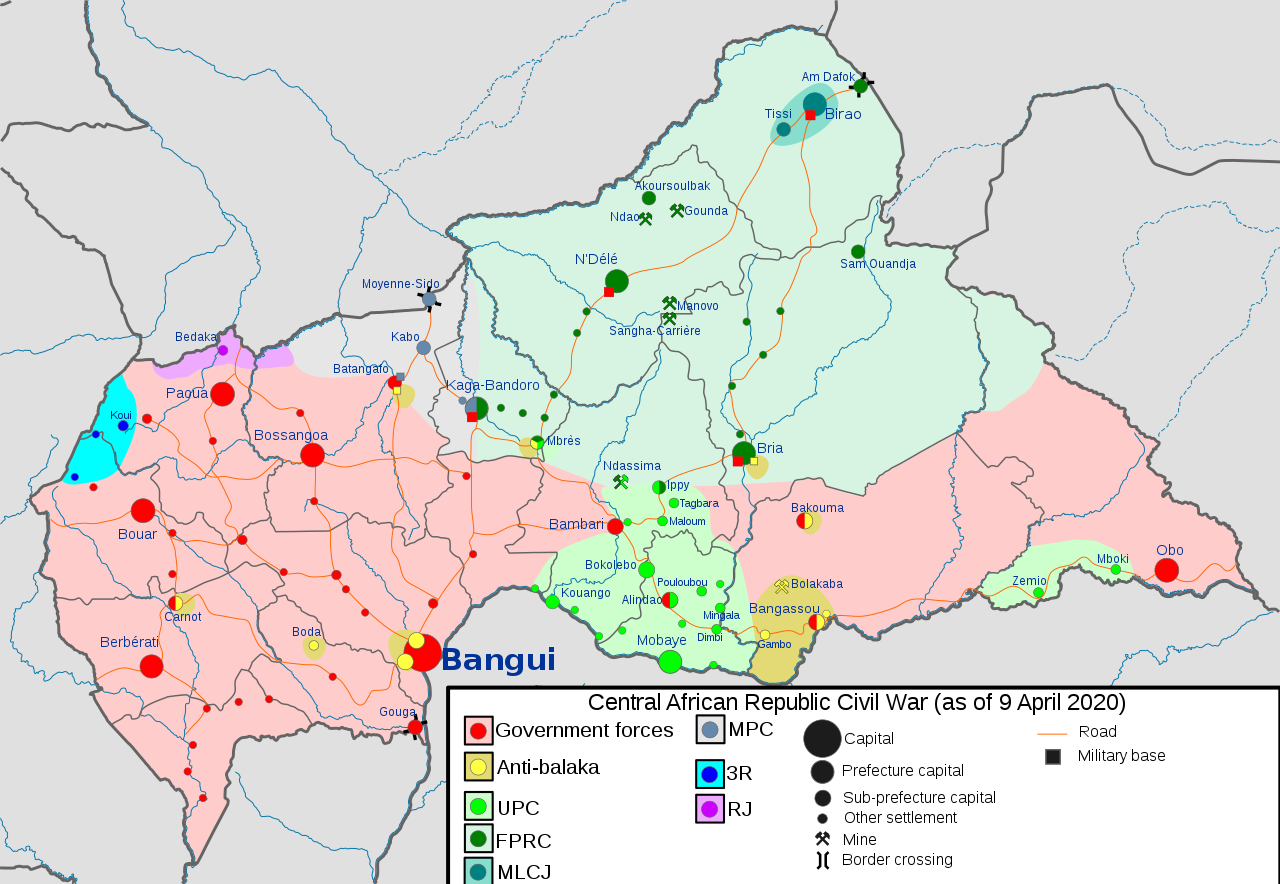 Am Dafok
Tissi
Birao
Akoursoulbak
Ndao
Gounda
N'Délé
Sam Ouandja
Moyenne-Sido
Manovo
Sangha-Carrière
Bedaka
Kabo
Batangafo
Paoua
Kaga-Bandoro
Koui
Bossangoa
Mbrès
Bria
Ndassima
Ippy
Tagbara
Bakouma
Bouar
Bambari
Maloum
Obo
Mboki
Bokolebo
Pouloubou
Bolakaba
Zemio
Kouango
Alindao
Carnot
Mingala
Bangassou
Boda
Berbérati
Mobaye
Dimbi
Gambo
Bangui
Gouga
Central African Republic Civil War (as of 9 April 2020)
Government forces
Anti-balaka
UPC
FPRC
MLCJ
MPC
3R
RJ
Capital
Prefecture capital
Sub-prefecture capital
Other settlement
Mine
Border crossing
Road
Military base